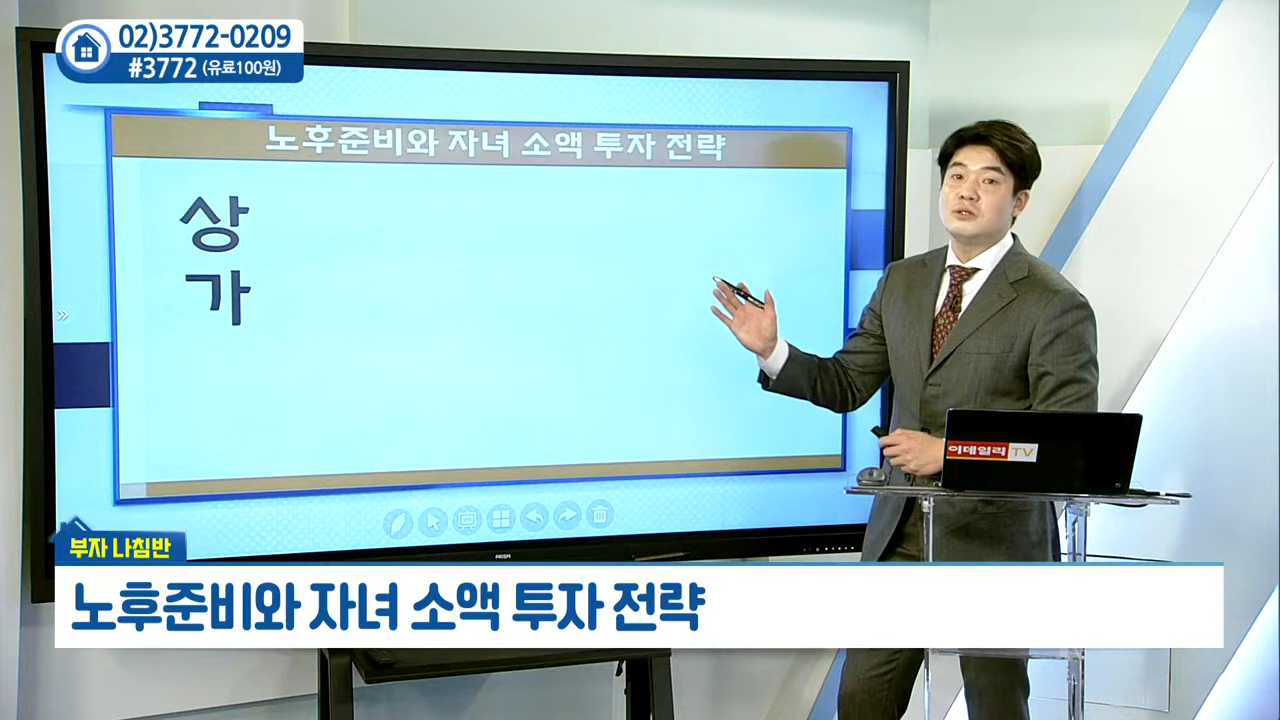 02)3772-0209
#3772 (유료100원)
노후준비와 자녀 소액 투자 전략
상
가
이데일리 TV
PRISM
부자 나침반
노후준비와 자녀 소액 투자 전략